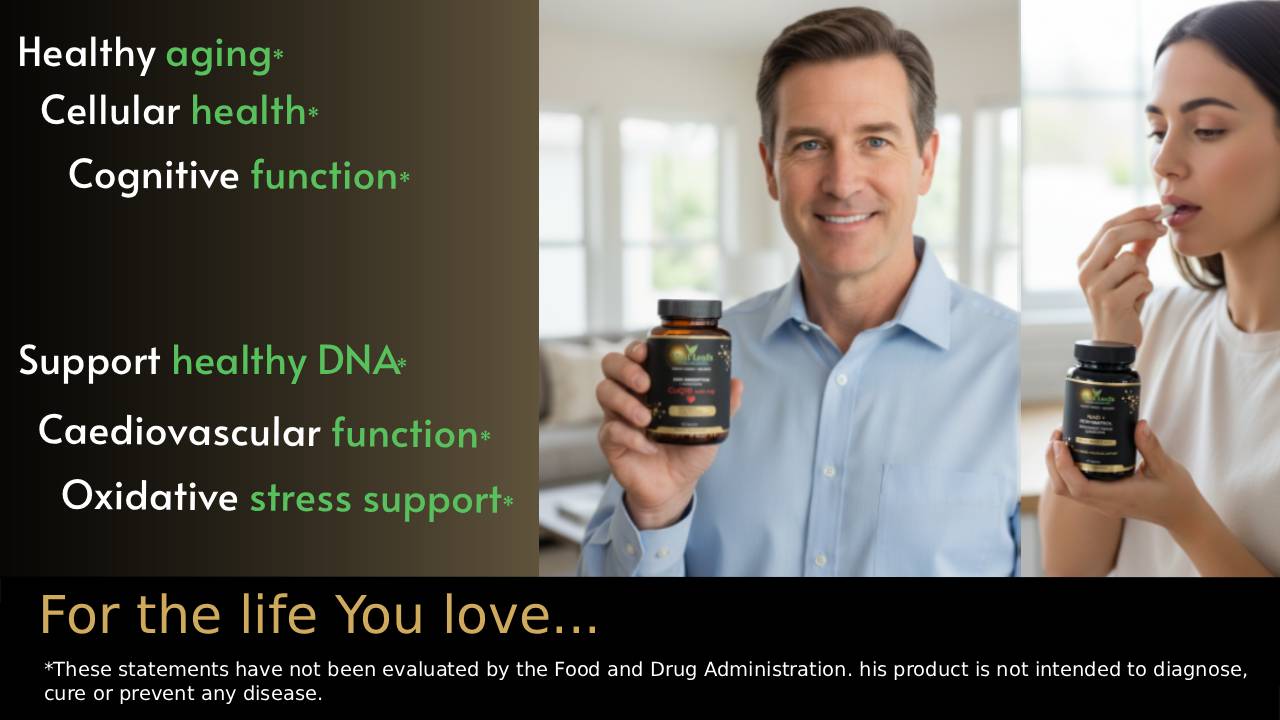 Healthy aging*
Cellular health*
Cognitive function*
Support healthy DNA*
Caediovascular function*
Oxidative stress support*
CoQ10
For the life You love...
*These statements have not been evaluated by the Food and Drug Administration. his product is not intended to diagnose,
cure or prevent any disease.